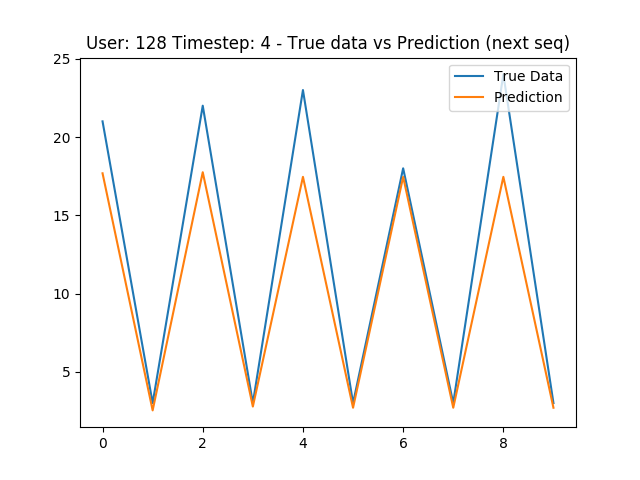 User: 128 Timestep: 4 - True data vs Prediction (next seq)
True Data
Prediction
25
20
15
10
5
0 2 4 6 8